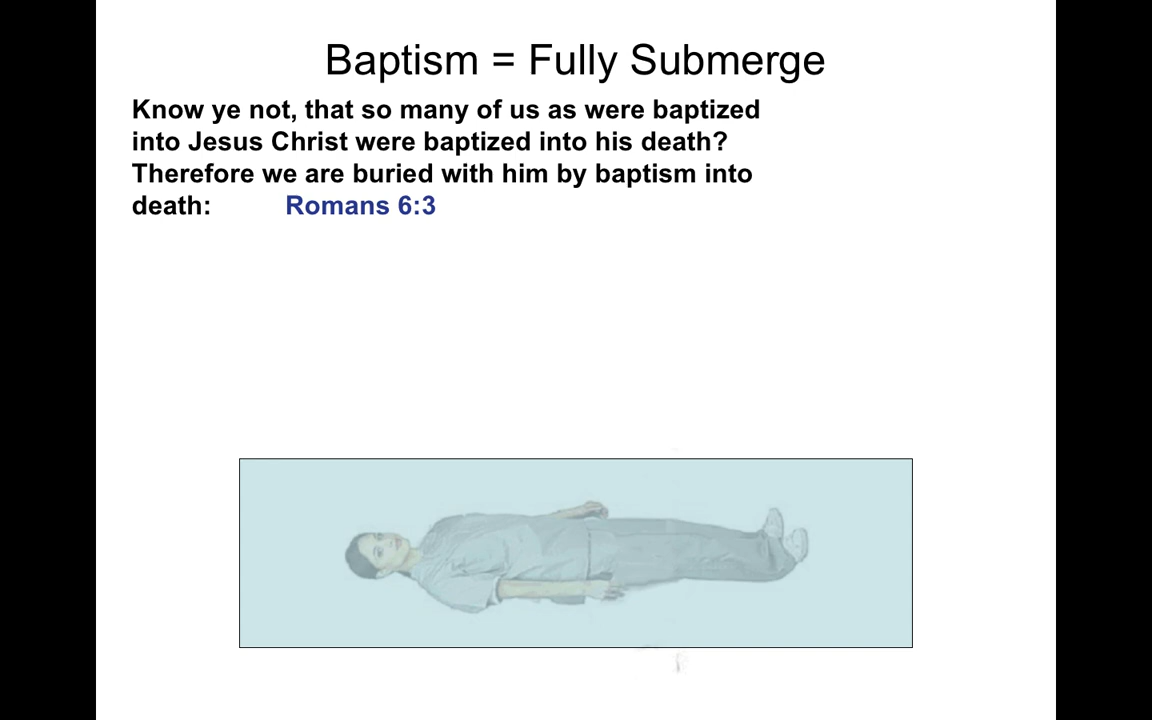 Baptism = Fully Submerge
Know ye not, that so many of us as were baptized
into Jesus Christ were baptized into his death?
Therefore we are buried with him by baptism into
death: Romans 6:3